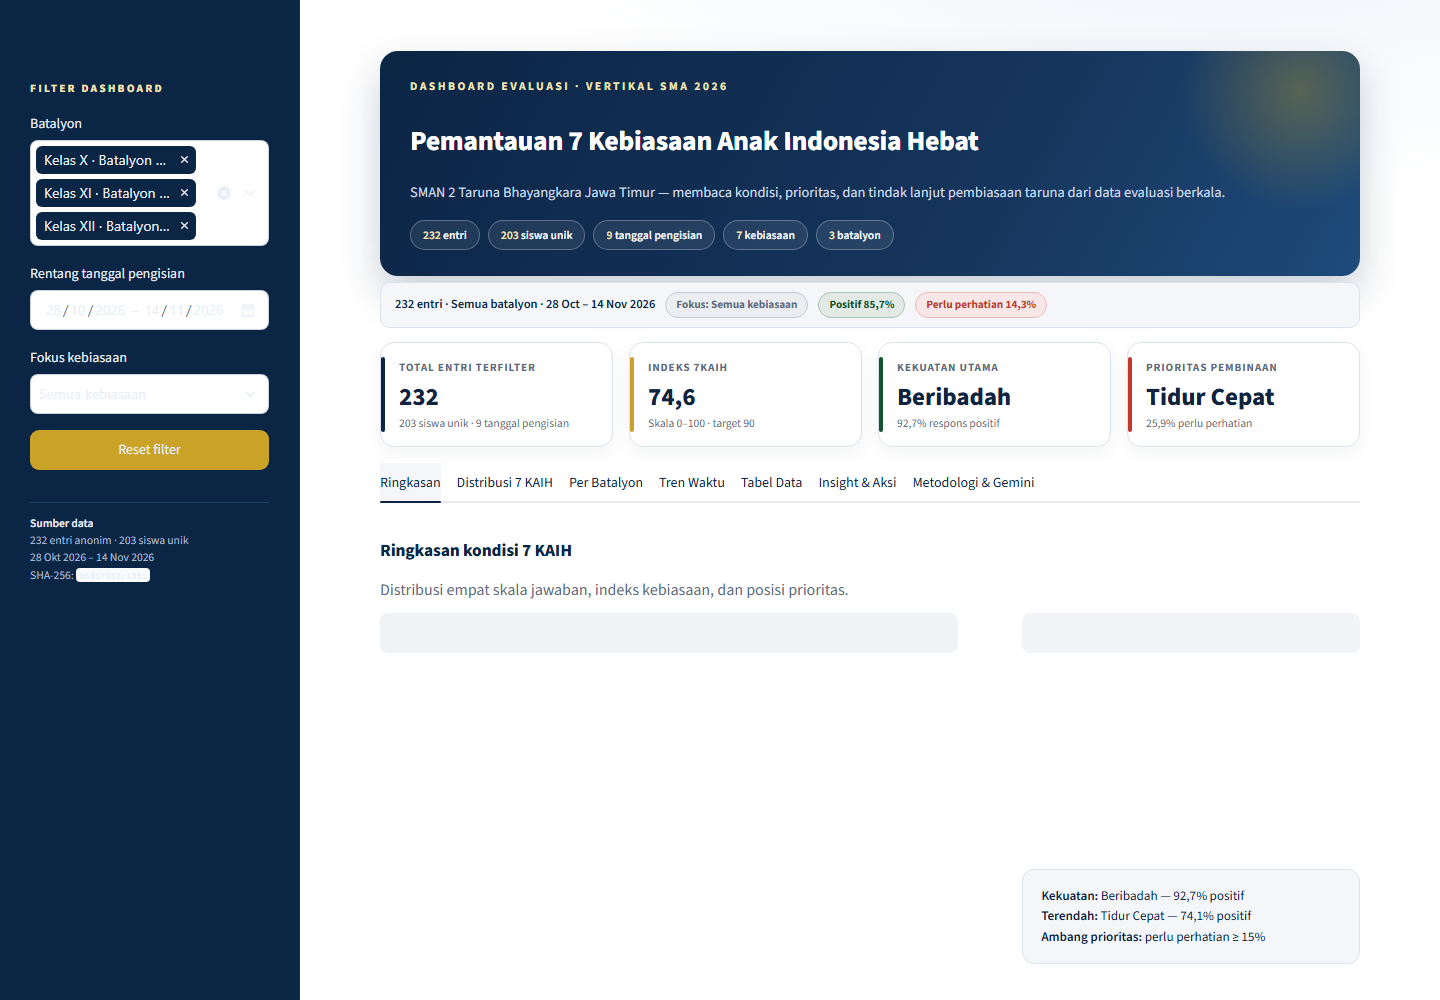 FILTER DASHBOARD
Batalyon
Kelas X · Batalyon ... ×
Kelas XI · Batalyon ... ×
Kelas XII · Batalyon... ×
Rentang tanggal pengisian
28/10/2026 – 14/11/2026
Fokus kebiasaan
Semua kebiasaan
Reset filter
Sumber data
232 entri anonim · 203 siswa unik
28 Okt 2026 – 14 Nov 2026
SHA-256:
DASHBOARD EVALUASI · VERTIKAL SMA 2026
Pemantauan 7 Kebiasaan Anak Indonesia Hebat
SMAN 2 Taruna Bhayangkara Jawa Timur — membaca kondisi, prioritas, dan tindak lanjut pembiasaan taruna dari data evaluasi berkala.
232 entri 203 siswa unik 9 tanggal pengisian 7 kebiasaan 3 batalyon
232 entri · Semua batalyon · 28 Oct – 14 Nov 2026 Fokus: Semua kebiasaan Positif 85,7% Perlu perhatian 14,3%
TOTAL ENTRI TERFILTER
232
203 siswa unik · 9 tanggal pengisian
INDEKS 7KAIH
74,6
Skala 0–100 · target 90
KEKUATAN UTAMA
Beribadah
92,7% respons positif
PRIORITAS PEMBINAAN
Tidur Cepat
25,9% perlu perhatian
Ringkasan Distribusi 7 KAIH Per Batalyon Tren Waktu Tabel Data Insight & Aksi Metodologi & Gemini
Ringkasan kondisi 7 KAIH
Distribusi empat skala jawaban, indeks kebiasaan, dan posisi prioritas.
Kekuatan: Beribadah — 92,7% positif
Terendah: Tidur Cepat — 74,1% positif
Ambang prioritas: perlu perhatian ≥ 15%